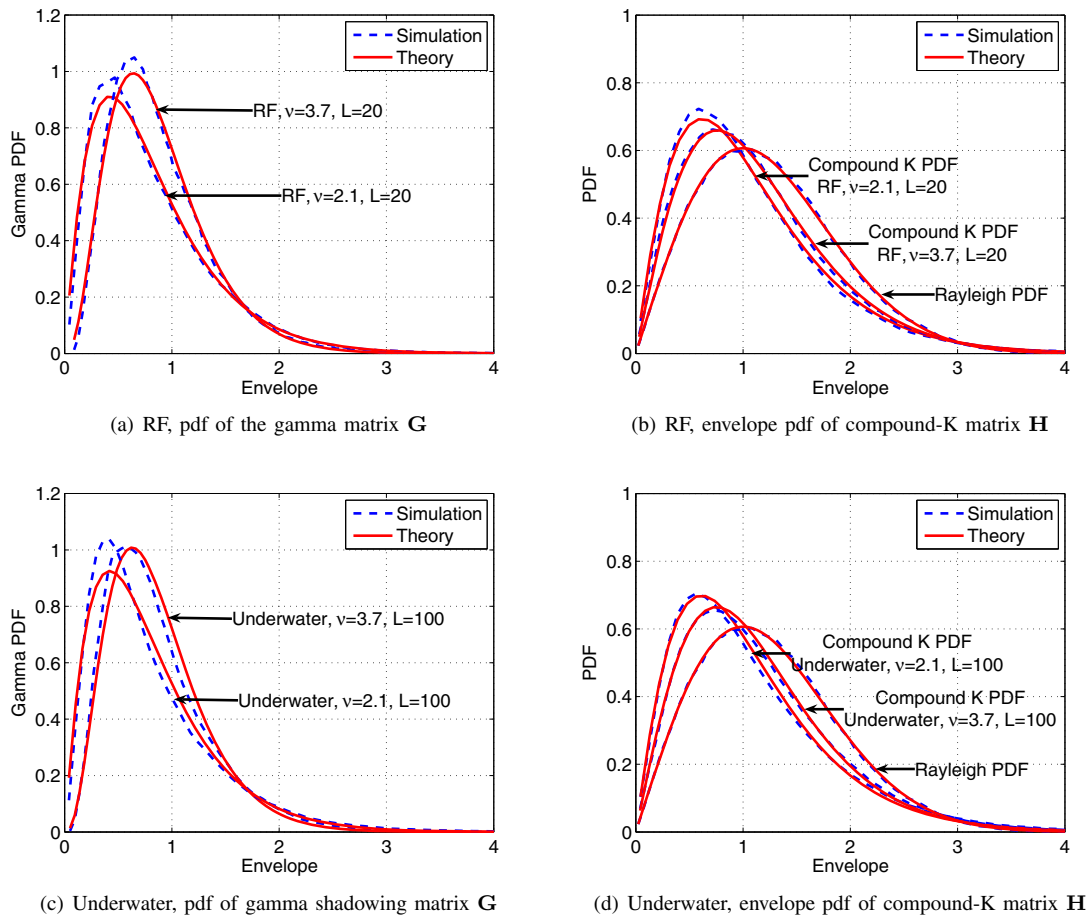 1.2
1
0.8
0.6
0.4
0.2
0
Gamma PDF
0 1 2 3 4
Envelope
Simulation
Theory
RF, ν=3.7, L=20
RF, ν=2.1, L=20
(a) RF, pdf of the gamma matrix G
1
0.8
0.6
0.4
0.2
0
PDF
0 1 2 3 4
Envelope
Simulation
Theory
Compound K PDF
RF, ν=2.1, L=20
Compound K PDF
RF, ν=3.7, L=20
Rayleigh PDF
(b) RF, envelope pdf of compound-K matrix H
1.2
1
0.8
0.6
0.4
0.2
0
Gamma PDF
0 1 2 3 4
Envelope
Simulation
Theory
Underwater, ν=3.7, L=100
Underwater, ν=2.1, L=100
(c) Underwater, pdf of gamma shadowing matrix G
1
0.8
0.6
0.4
0.2
0
PDF
0 1 2 3 4
Envelope
Simulation
Theory
Compound K PDF
Underwater, ν=2.1, L=100
Compound K PDF
Underwater, ν=3.7, L=100
Rayleigh PDF
(d) Underwater, envelope pdf of compound-K matrix H